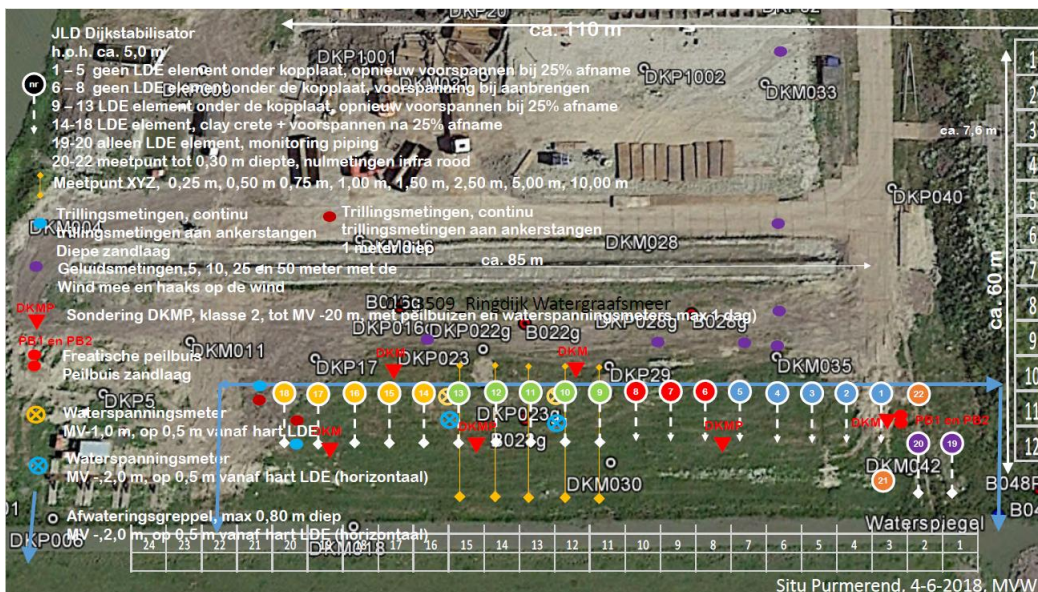 DKP20
ca. 110 m
JLD Dijkstabilisator
h.o.h. ca. 5,0 m
1 – 5 geen LDE element onder kopplaat, opnieuw voorspannen bij 25% afname
6 – 8 geen LDE element onder de kopplaat, voorspanning bij aanbrengen
9 – 13 LDE element onder de kopplaat, opnieuw voorspannen bij 25% afname
14-18 LDE element, clay crete + voorspannen na 25% afname
19-20 alleen LDE element, monitoring piping
20-22 meetpunt tot 0,30 m diepte, nulmetingen infra rood
nr
DKP1001
DKM021
DKP1002
DKM033
ca. 7,6 m
Meetpunt XYZ, 0,25 m, 0,50 m 0,75 m, 1,00 m, 1,50 m, 2,50 m, 5,00 m, 10,00 m
DKP040
Trillingsmetingen, continu
trillingsmetingen aan ankerstangen
Diepe zandlaag
Trillingsmetingen, continu
trillingsmetingen aan ankerstangen
1 meter diep
DKM016
DKM028
ca. 85 m
Geluidsmetingen,5, 10, 25 en 50 meter met de
Wind mee en haaks op de wind
DKMP
Sondering DKMP, klasse 2, tot MV -20 m, met peilbuizen en waterspanningsmeters max 1 dag)
Ringdijk Watergraafsmeer
B016g
DKP016g
DKP022g
B022g
DKP028g
B028g
ca. 60 m
PB1 en PB2
Freatische peilbuis
Peilbuis zandlaag
DKM011
DKP17
DKM
DKP023
DKM
DKP29
DKM035
DKP5
18 17 16 15 14 13 12 11 10 9 8 7 6 5 4 3 2 1 22
Waterspanningsmeter
MV-1,0 m, op 0,5 m vanaf hart LDE
DKM
DKP023g
B023g
DKMP
DKMP
DKM
PB1 en PB2
20 19
Waterspanningsmeter
MV -,2,0 m, op 0,5 m vanaf hart LDE (horizontaal)
DKM030
DKM042
21
B048R
Afwateringsgreppel, max 0,80 m diep
MV -,2,0 m, op 0,5 m vanaf hart LDE (horizontaal)
Waterspiegel
DKP006
DKM018
24 23 22 21 20 19 18 17 16 15 14 13 12 11 10 9 8 7 6 5 4 3 2 1
1
2
3
4
5
6
7
8
9
10
11
12
Situ Purmerend, 4-6-2018, MVW